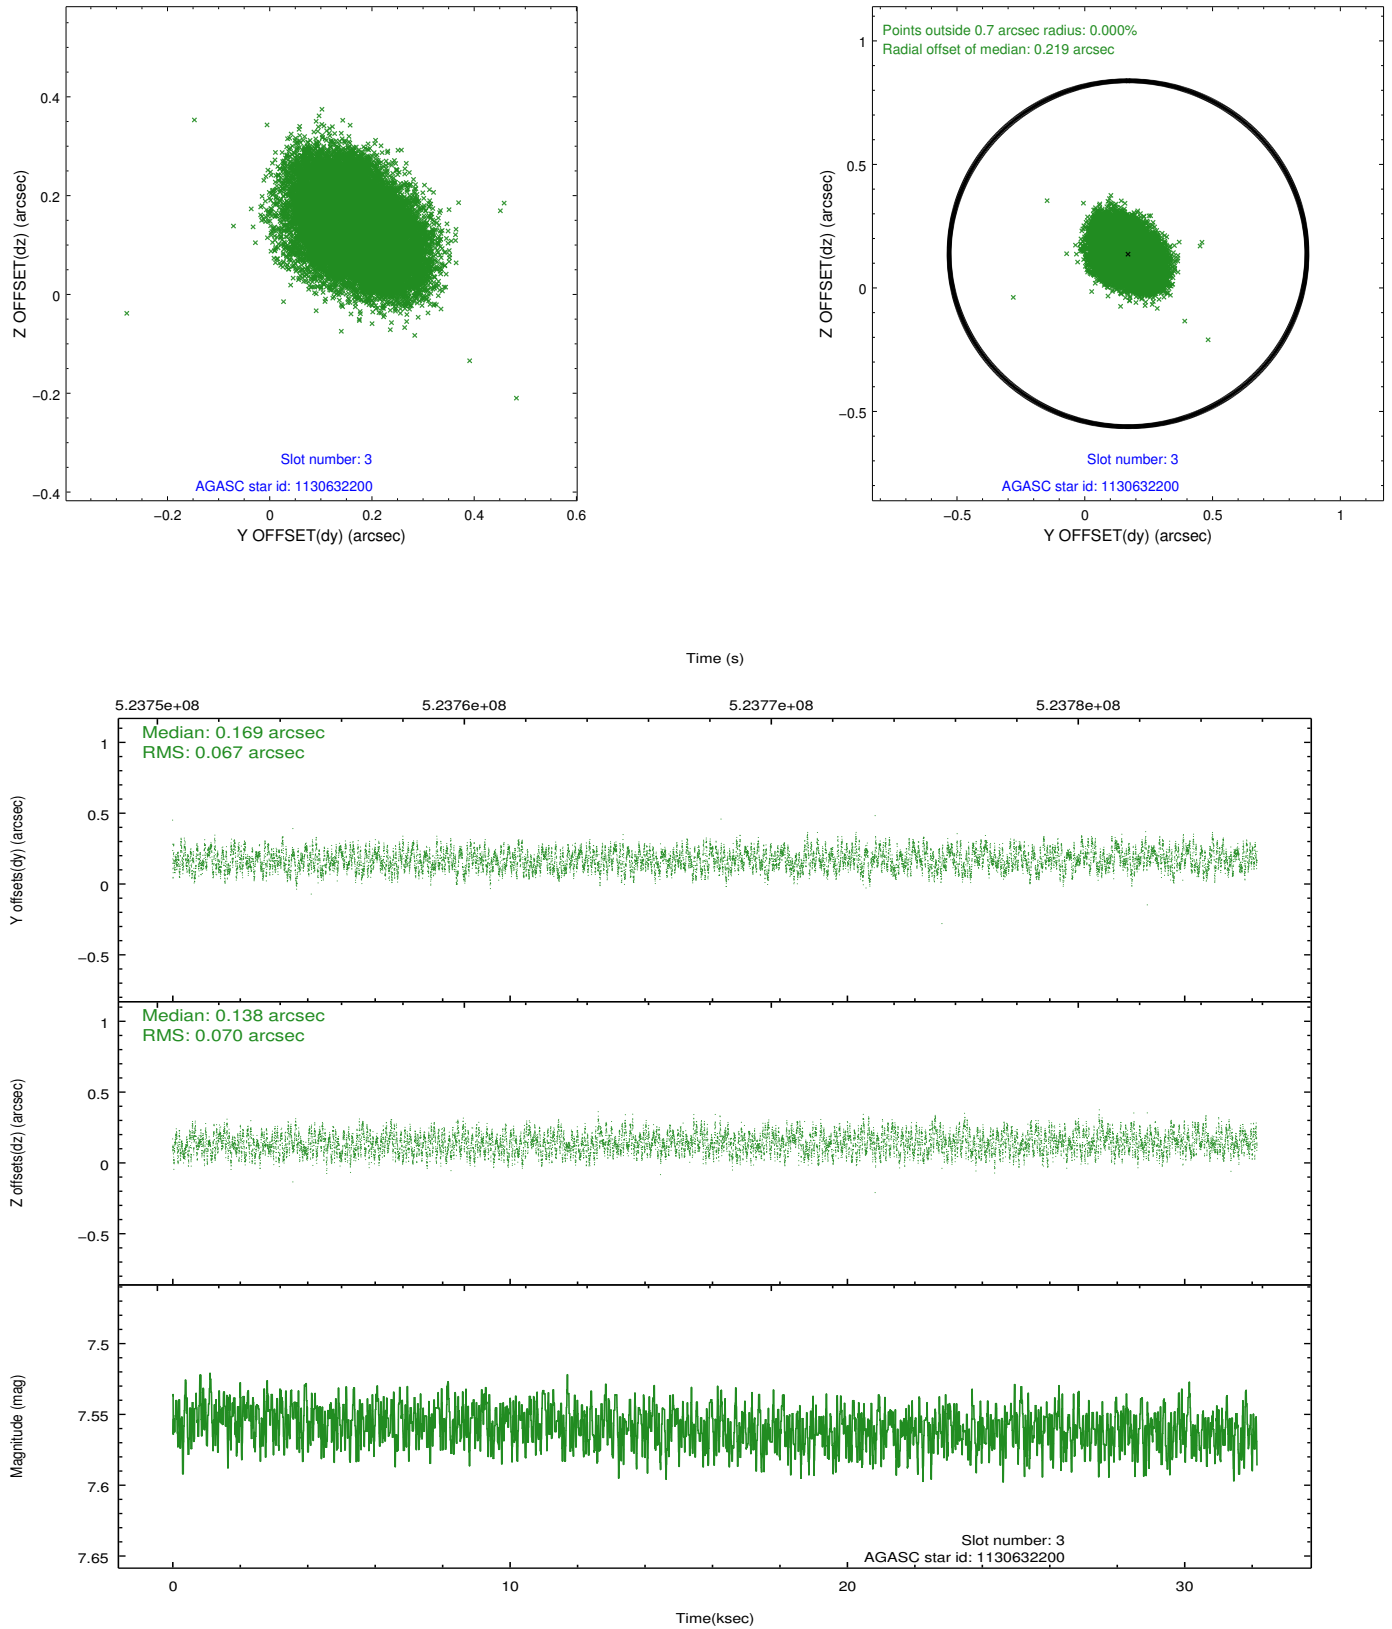 0.4
0.2
0
−0.2
−0.4
Z OFFSET(dz) (arcsec)
Slot number: 3
AGASC star id: 1130632200
−0.2 0 0.2 0.4 0.6
Y OFFSET(dy) (arcsec)
Points outside 0.7 arcsec radius: 0.000%
Radial offset of median: 0.219 arcsec
1
0.5
0
−0.5
Z OFFSET(dz) (arcsec)
Slot number: 3
AGASC star id: 1130632200
−0.5 0 0.5 1
Y OFFSET(dy) (arcsec)
Time (s)
5.2375e+08 5.2376e+08 5.2377e+08 5.2378e+08
Median: 0.169 arcsec
RMS: 0.067 arcsec
1
0.5
0
−0.5
Y offsets(dy) (arcsec)
Median: 0.138 arcsec
RMS: 0.070 arcsec
1
0.5
0
−0.5
Z offsets(dz) (arcsec)
7.5
7.55
7.6
7.65
Magnitude (mag)
Slot number: 3
AGASC star id: 1130632200
0 10 20 30
Time(ksec)